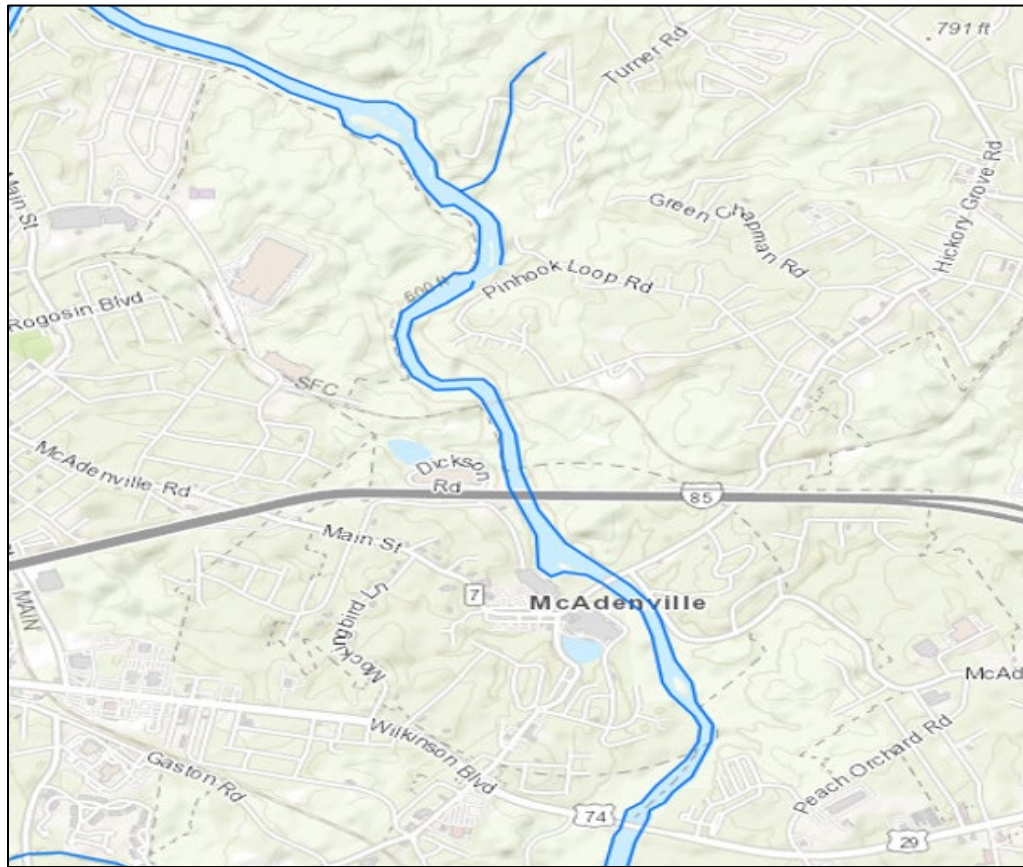 791 ft
Turner Rd
Main St
Green Chapman Rd
Hickory Grove Rd
600 ft
Pinhook Loop Rd
Rogosin Blvd
SFC
McAdenville Rd
Dickson
Rd
85
Main St
7
McAdenville
MAIN
Mockingbird Ln
McAd
Wilkinson Blvd
Gaston Rd
Peach Orchard Rd
74
29